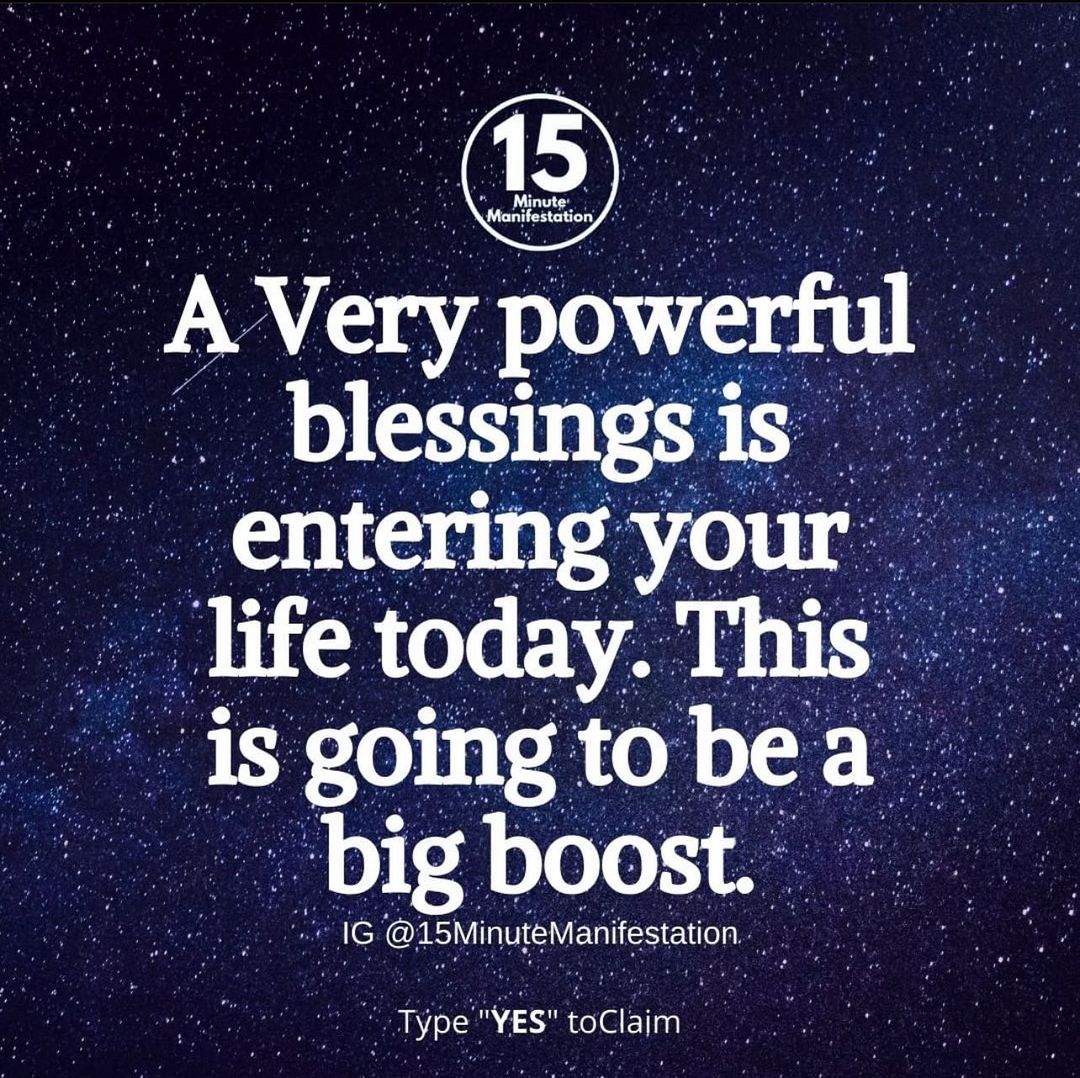 15
Minute
Manifestation
A Very powerful
blessings is
entering your
life today. This
is going to be a
big boost.
IG @15MinuteManifestation
Type "YES" toClaim